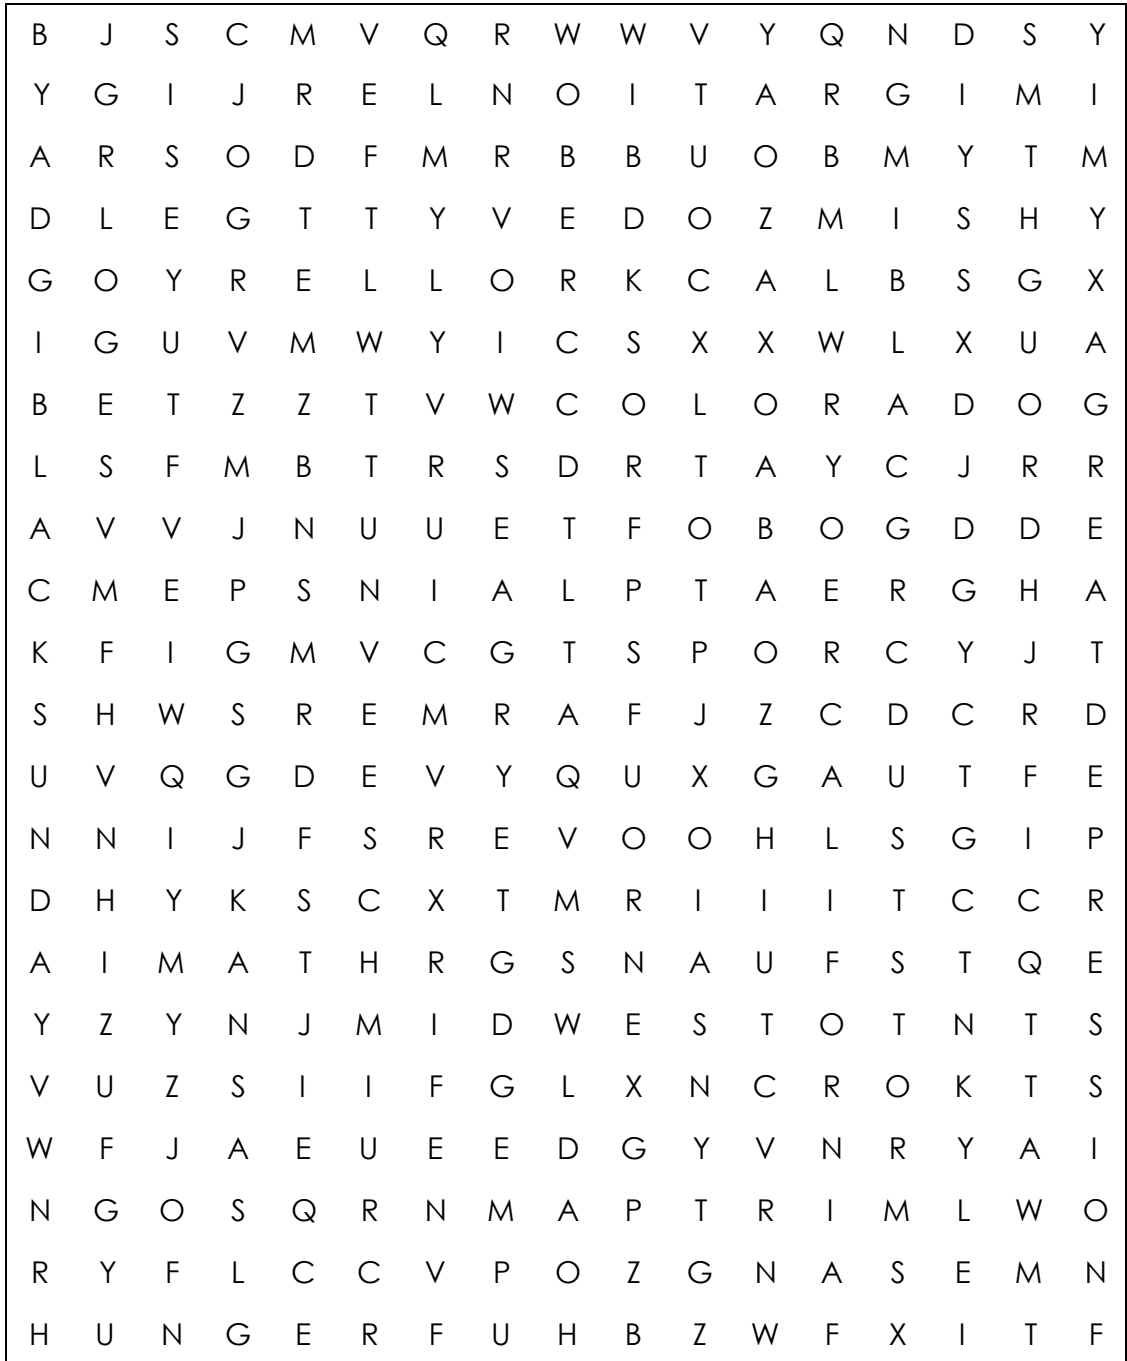 B J S C M V Q R W W V Y Q N D S Y
Y G I J R E L N O I T A R G I M I
A R S O D F M R B B U O B M Y T M
D L E G T T Y V E D O Z M I S H Y
G O Y R E L L O R K C A L B S G X
I G U V M W Y I C S X X W L X U A
B E T Z Z T V W C O L O R A D O G
L S F M B T R S D R T A Y C J R R
A V V J N U U E T F O B O G D D E
C M E P S N I A L P T A E R G H A
K F I G M V C G T S P O R C Y J T
S H W S R E M R A F J Z C D C R D
U V Q G D E V Y Q U X G A U T F E
N N I J F S R E V O O H L S G I P
D H Y K S C X T M R I I I T C C R
A I M A T H R G S N A U F S T Q E
Y Z Y N J M I D W E S T O T N T S
V U Z S I I F G L X N C R O K T S
W F J A E U E E D G Y V N R Y A I
N G O S Q R N M A P T R I M L W O
R Y F L C C V P O Z G N A S E M N
H U N G E R F U H B Z W F X I T F